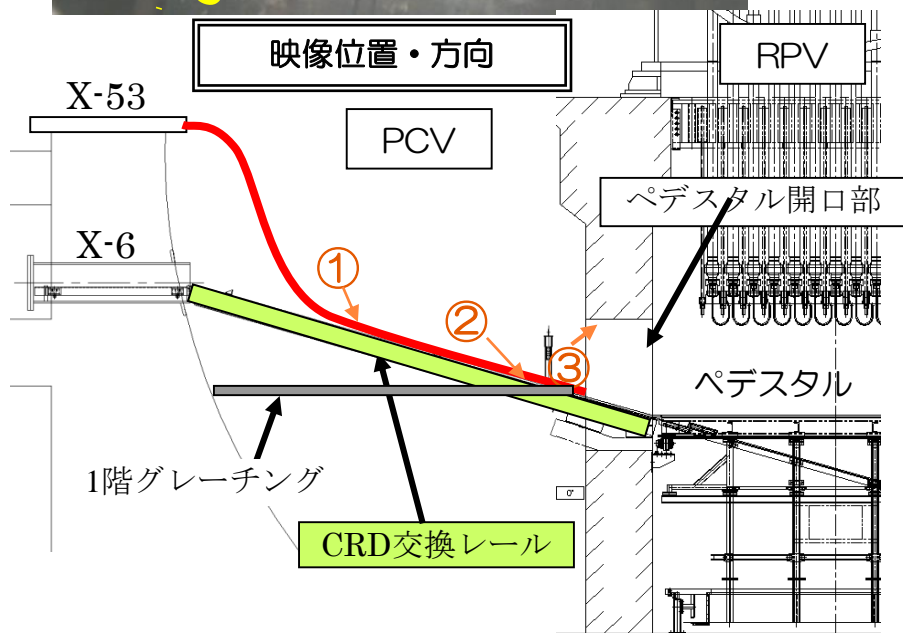 映像位置・方向
RPV
X-53
PCV
ペデスタル開口部
X-6
①
②
③
ペデスタル
1階グレーチング
0°
CRD交換レール